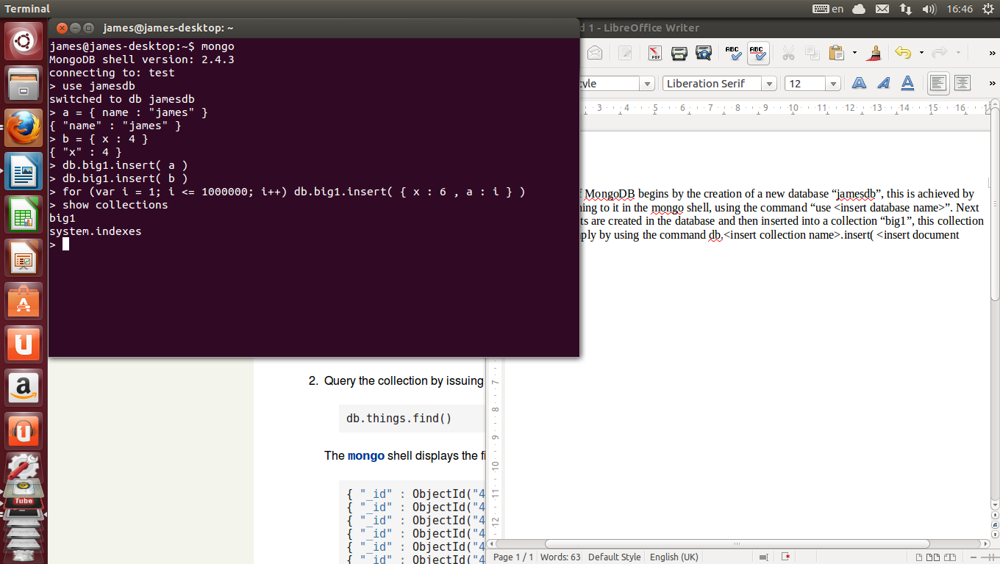 Terminal
en
16:46
james@james-desktop: ~
james@james-desktop:~$ mongo
MongoDB shell version: 2.4.3
connecting to: test
> use jamesdb
switched to db jamesdb
> a = { name : "james" }
{ "name" : "james" }
> b = { x : 4 }
{ "x" : 4 }
> db.big1.insert( a )
> db.big1.insert( b )
> for (var i = 1; i <= 1000000; i++) db.big1.insert( { x : 6 , a : i } )
> show collections
big1
system.indexes
>
d 1 - LibreOffice Writer
PDF
ABC
ABC
»
Liberation Serif
12
A
A
A
»
3 4 5 6 7 8 9 10 11 12 13 14 15 16
f MongoDB begins by the creation of a new database “jamesdb”, this is achieved by
ing to it in the mongo shell, using the command “use <insert database name>”. Next
ts are created in the database and then inserted into a collection “big1”, this collection
ply by using the command db.<insert collection name>.insert( <insert document
2. Query the collection by issuing
db.things.find()
The mongo shell displays the fi
{ "_id" : ObjectId("4
{ "_id" : ObjectId("4
{ "_id" : ObjectId("4
{ "_id" : ObjectId("4
{ "_id" : ObjectId("4
{ "_id" : ObjectId("4
7
8
9
10
11
12
Page 1 / 1
Words: 63
Default Style
English (UK)
Tube